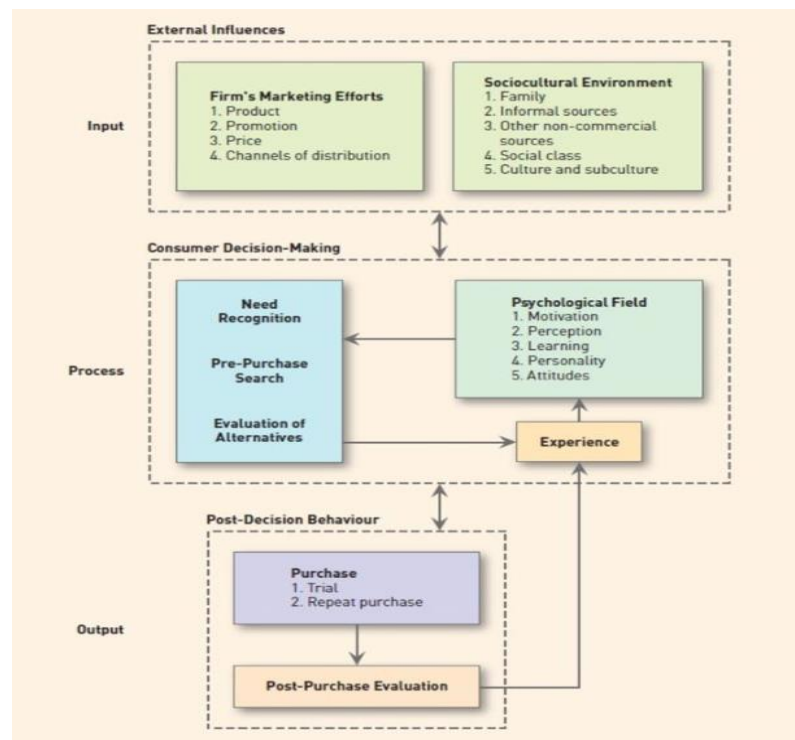 External Influences
Input
Firm's Marketing Efforts
1. Product
2. Promotion
3. Price
4. Channels of distribution
Sociocultural Environment
1. Family
2. Informal sources
3. Other non-commercial
sources
4. Social class
5. Culture and subculture
Consumer Decision-Making
Process
Need
Recognition
Pre-Purchase
Search
Evaluation of
Alternatives
Psychological Field
1. Motivation
2. Perception
3. Learning
4. Personality
5. Attitudes
Experience
Post-Decision Behaviour
Output
Purchase
1. Trial
2. Repeat purchase
Post-Purchase Evaluation